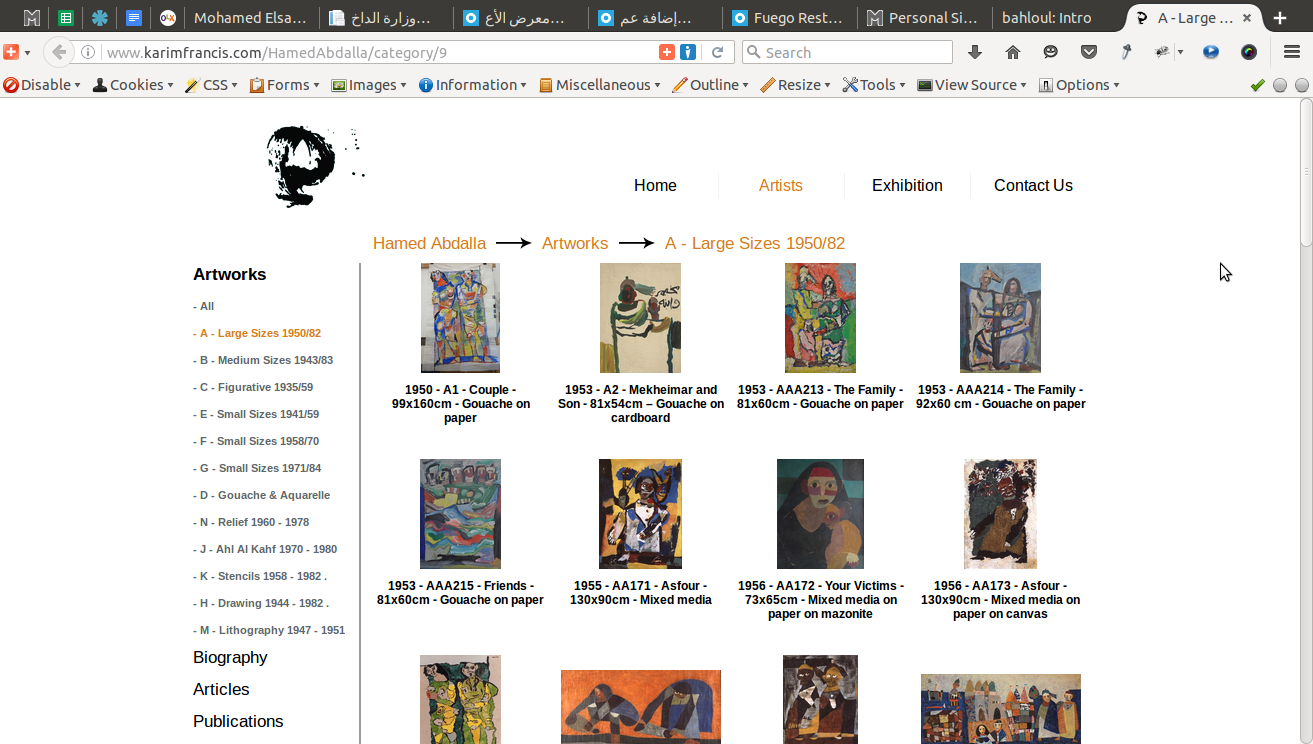 Mohamed Elsa...
وزارة الداخ...
معرض الأع...
إضافة عم...
Fuego Rest...
Personal Si...
bahloul: Intro
A - Large ...
www.karimfrancis.com/HamedAbdalla/category/9
Search
Disable
Cookies
CSS
Forms
Images
Information
Miscellaneous
Outline
Resize
Tools
View Source
Options
Home
Artists
Exhibition
Contact Us
Hamed Abdalla
Artworks
A - Large Sizes 1950/82
Artworks
- All
- A - Large Sizes 1950/82
- B - Medium Sizes 1943/83
- C - Figurative 1935/59
- E - Small Sizes 1941/59
- F - Small Sizes 1958/70
- G - Small Sizes 1971/84
- D - Gouache & Aquarelle
- N - Relief 1960 - 1978
- J - Ahl Al Kahf 1970 - 1980
- K - Stencils 1958 - 1982 .
- H - Drawing 1944 - 1982 .
- M - Lithography 1947 - 1951
Biography
Articles
Publications
1950 - A1 - Couple -
99x160cm - Gouache on
paper
1953 - A2 - Mekheimar and
Son - 81x54cm – Gouache on
cardboard
1953 - AAA213 - The Family -
81x60cm - Gouache on paper
1953 - AAA214 - The Family -
92x60 cm - Gouache on paper
1953 - AAA215 - Friends -
81x60cm - Gouache on paper
1955 - AA171 - Asfour -
130x90cm - Mixed media
1956 - AA172 - Your Victims -
73x65cm - Mixed media on
paper on mazonite
1956 - AA173 - Asfour -
130x90cm - Mixed media on
paper on canvas